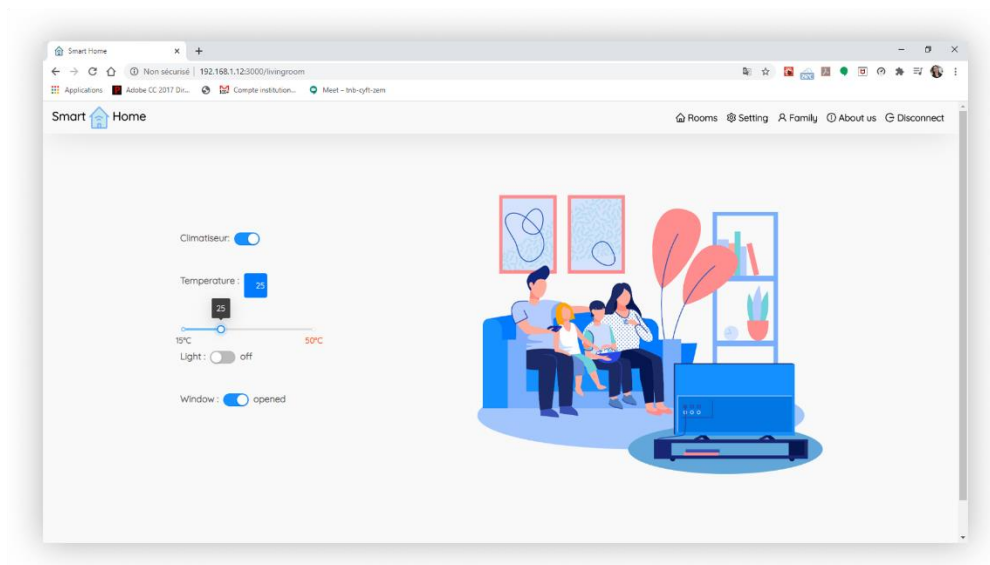 Smart Home
Non sécurisé | 192.168.1.12:3000/livingroom
Applications Adobe CC 2017 Dir... Compte institution... Meet – tnb-cyft-zem
Smart Home Rooms Setting Family About us Disconnect
Climatiseur:
Temperature : 25
25
15°C 50°C
Light : off
Window : opened